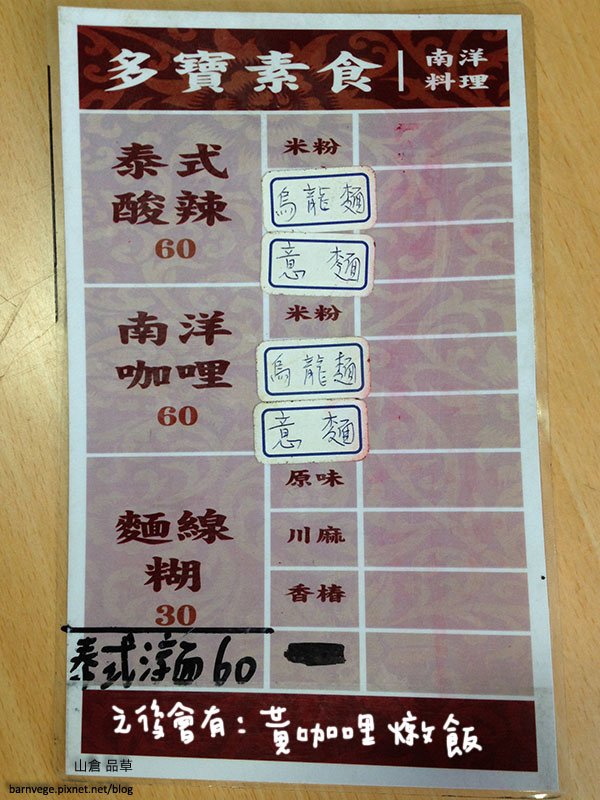 多寶素食 南洋料理
泰式 米粉
酸辣 烏龍麵
60 意麵
南洋 米粉
咖哩 烏龍麵
60 意麵
原味
麵線 川麻
糊 香椿
30
泰式涼面60
之後會有：黃咖哩燉飯
山倉 品草
barnvege.pixnet.net/blog